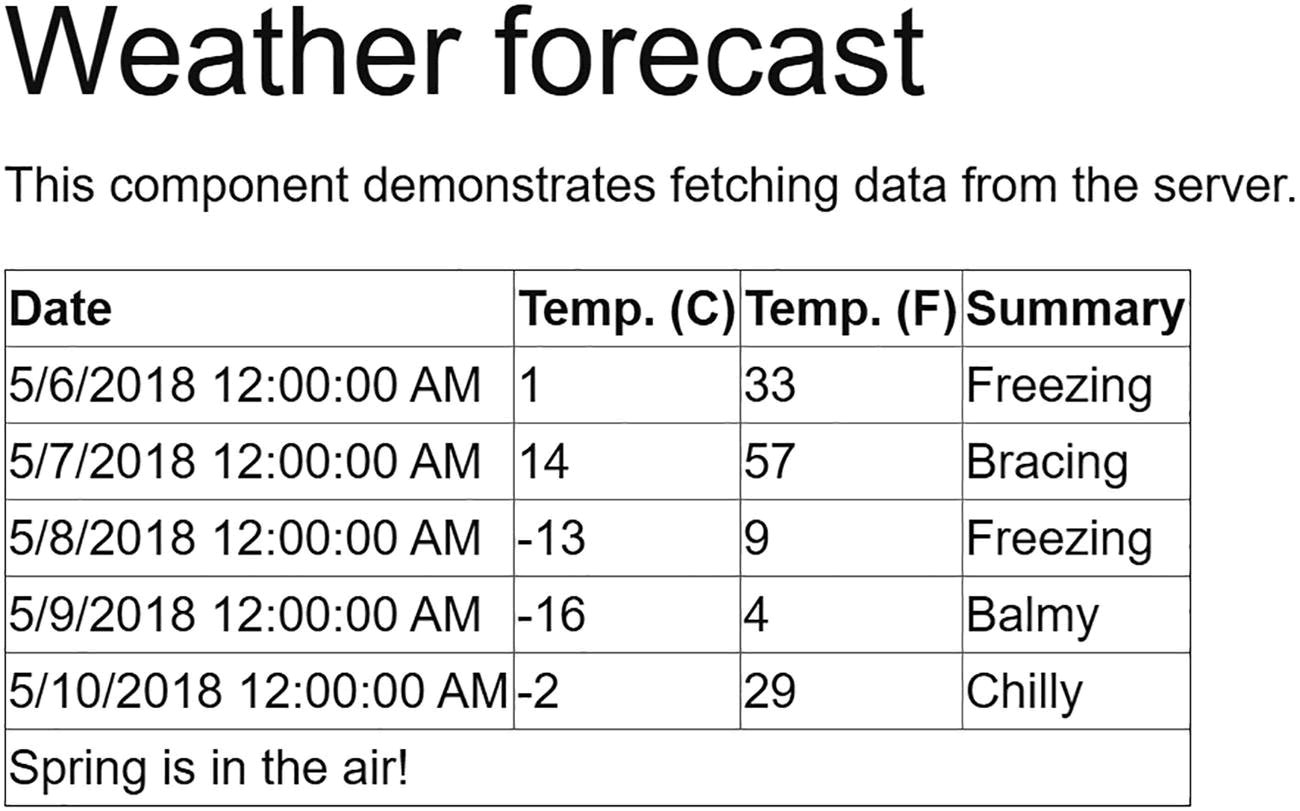 Weather forecast
This component demonstrates fetching data from the server.
Date Temp. (C) Temp. (F) Summary
5/6/2018 12:00:00 AM 1 33 Freezing
5/7/2018 12:00:00 AM 14 57 Bracing
5/8/2018 12:00:00 AM -13 9 Freezing
5/9/2018 12:00:00 AM -16 4 Balmy
5/10/2018 12:00:00 AM -2 29 Chilly
Spring is in the air!